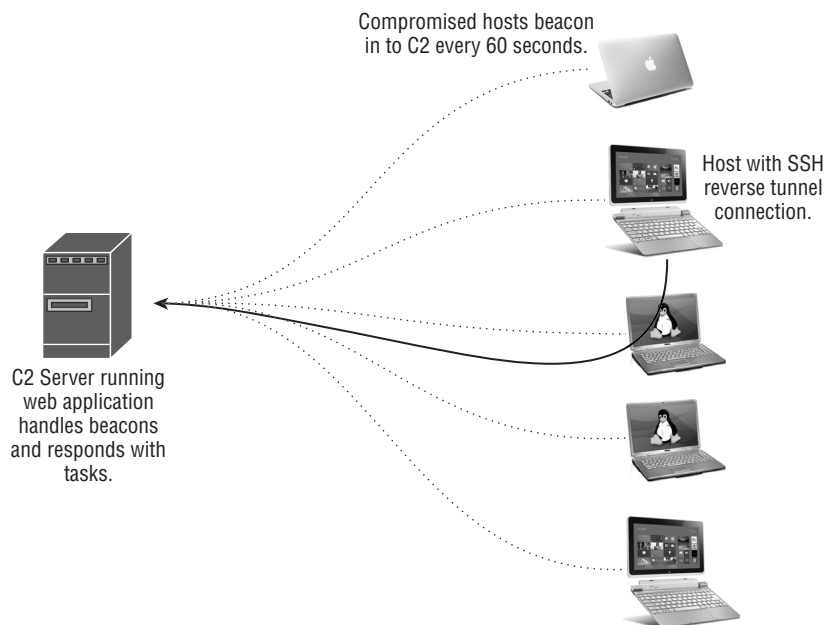 Compromised hosts beacon
in to C2 every 60 seconds.
Host with SSH
reverse tunnel
connection.
C2 Server running
web application
handles beacons
and responds with
tasks.